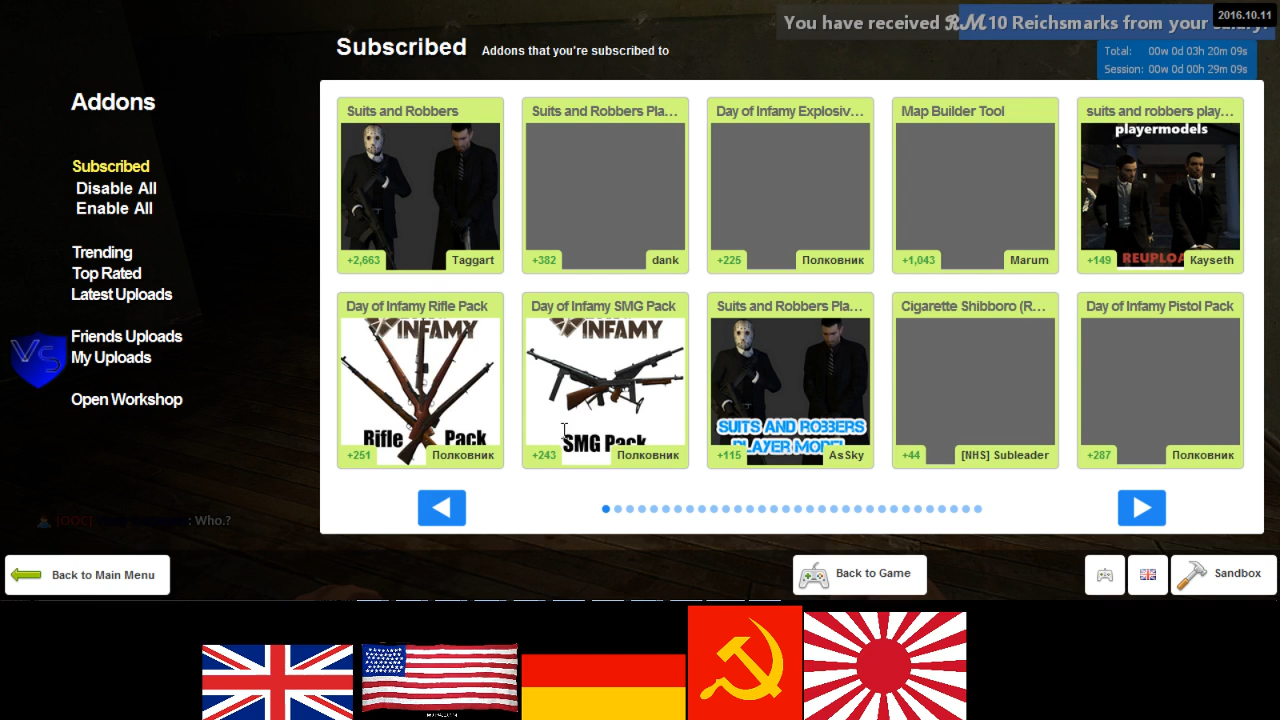 You have received RM10 Reichsmarks from your
2016.10.11
Subscribed Addons that you're subscribed to
Total: 00w 0d 03h 20m 09s
Session: 00w 0d 00h 29m 09s
Addons
Subscribed
Disable All
Enable All
Trending
Top Rated
Latest Uploads
Friends Uploads
My Uploads
Open Workshop
VS
Suits and Robbers
+2,663 Taggart
Suits and Robbers Pla...
+382 dank
Day of Infamy Explosiv...
+225 Полковник
Map Builder Tool
+1,043 Marum
suits and robbers play...
playermodels
REUPLOA
+149 Kayseth
Day of Infamy Rifle Pack
INFAMY
Rifle Pack
+251 Полковник
Day of Infamy SMG Pack
INFAMY
SMG Pack
+243 Полковник
Suits and Robbers Pla...
SUITS AND ROBBERS
PLAYER MODEL
+115 AsSky
Cigarette Shibboro (R...
+44 [NHS] Subleader
Day of Infamy Pistol Pack
+287 Полковник
[OOC] : Who.?
Back to Main Menu
Back to Game
Sandbox